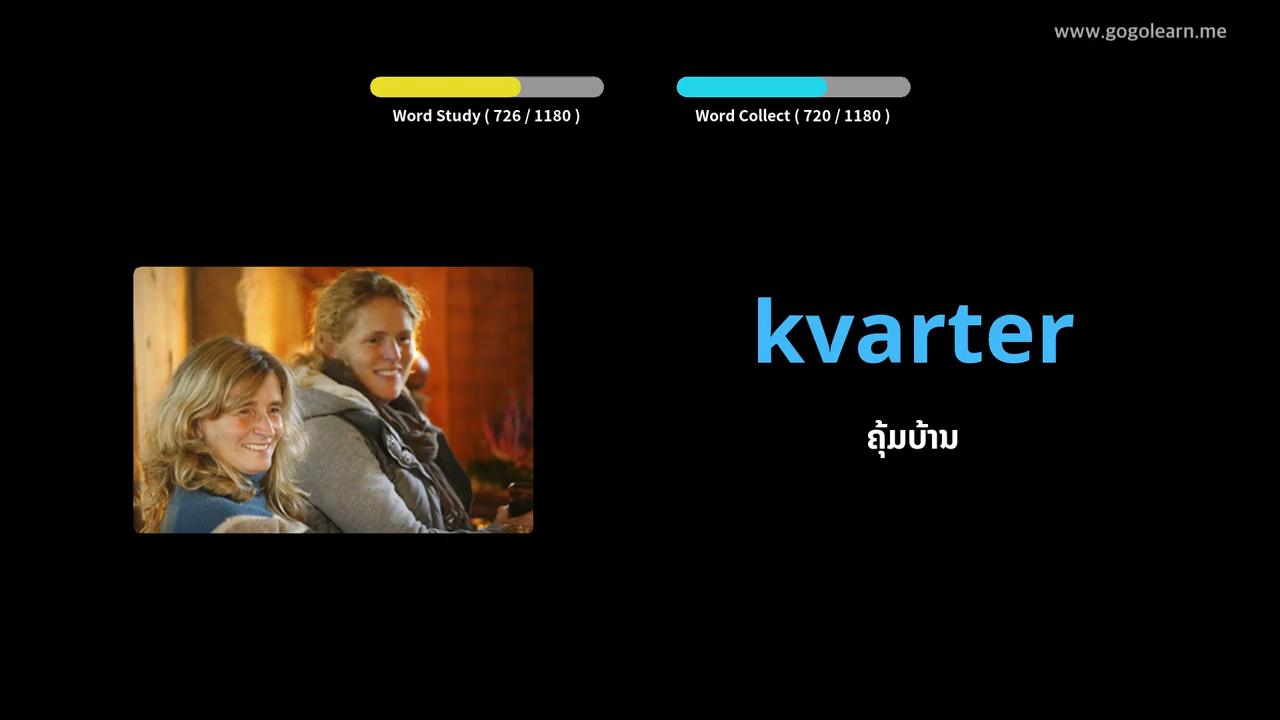 www.gogolearn.me
Word Study ( 726 / 1180 )
Word Collect ( 720 / 1180 )
kvarter
ຄຸ້ມບ້ານ